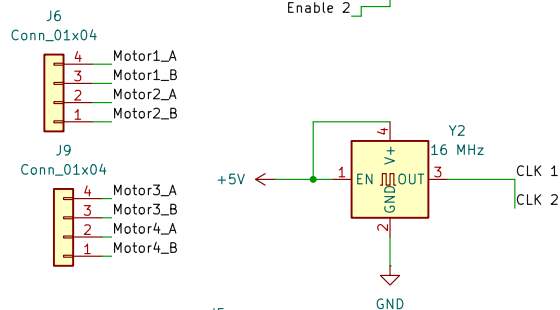 Enable 2
J6
Conn_01x04
4 Motor1_A
3 Motor1_B
2 Motor2_A
1 Motor2_B
J9
Conn_01x04
4 Motor3_A
3 Motor3_B
2 Motor4_A
1 Motor4_B
Y2
16 MHz
4
V+
+5V
1
EN
OUT
3
GND
2
CLK 1
CLK 2
GND